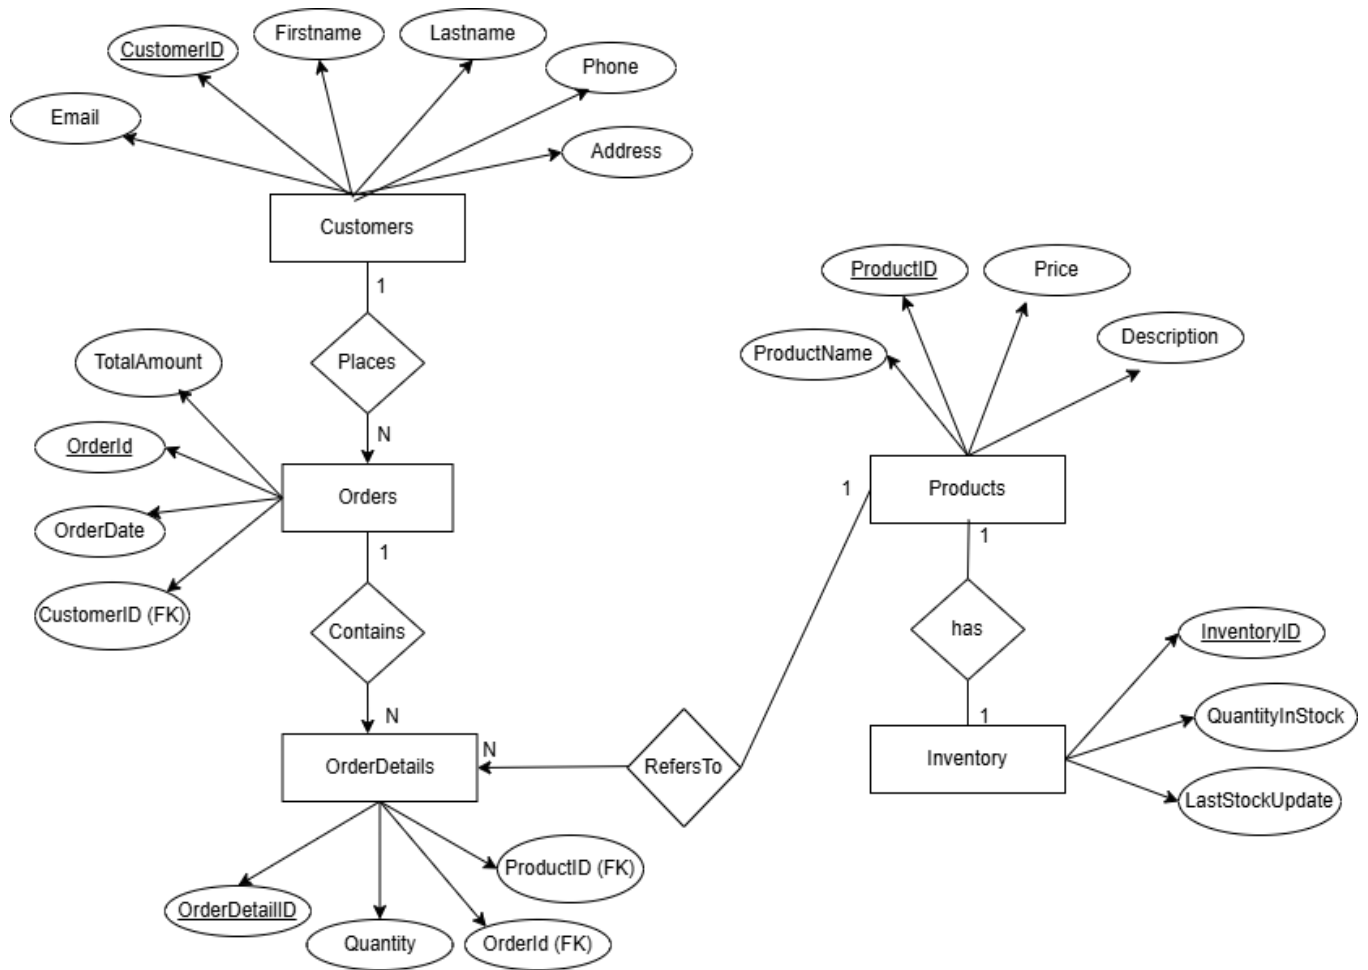 Firstname
Lastname
CustomerID
Phone
Email
Address
Customers
1
Places
N
TotalAmount
OrderId
OrderDate
CustomerID (FK)
Orders
1
Contains
N
OrderDetails
N
RefersTo
1
OrderDetailID
Quantity
OrderId (FK)
ProductID (FK)
ProductID
Price
ProductName
Description
Products
1
has
1
Inventory
InventoryID
QuantityInStock
LastStockUpdate